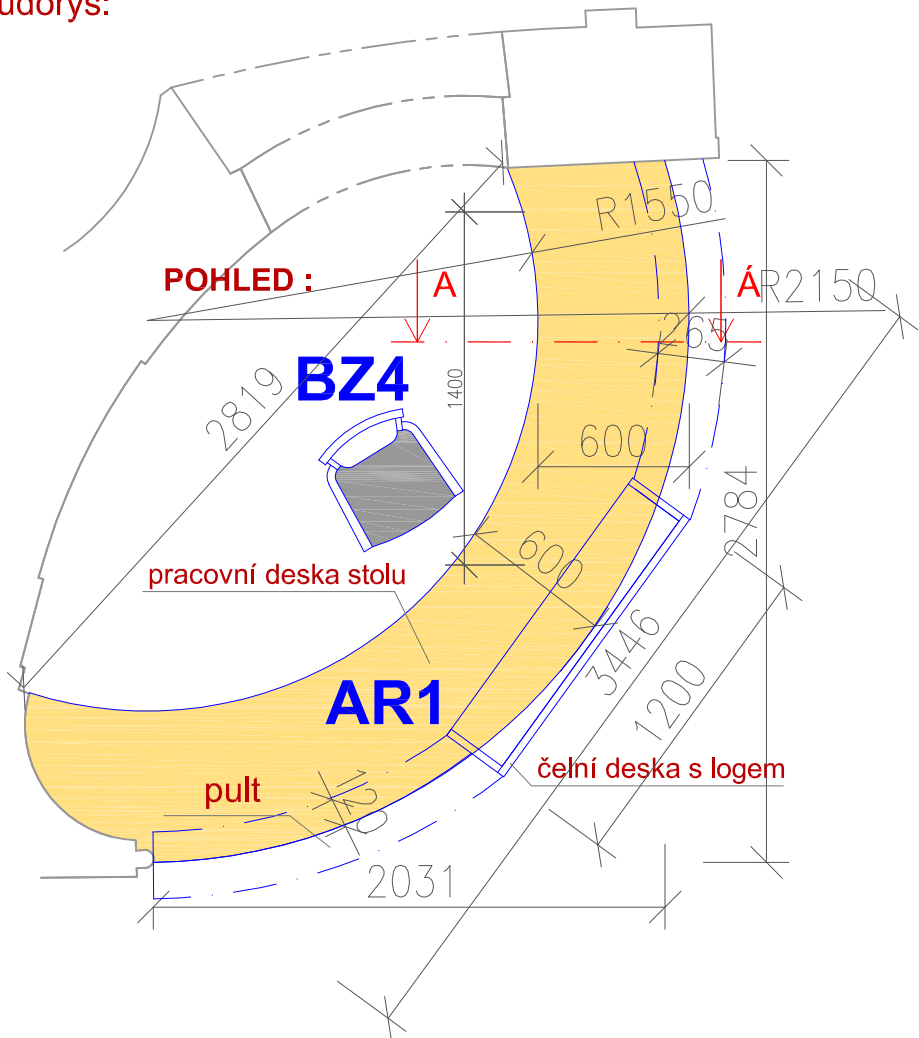 půdorys:
R1550
POHLED :
A
Á
R2150
265
BZ4
2819
1400
600
2784
600
pracovní deska stolu
3446
AR1
1200
čelní deska s logem
pult
2031